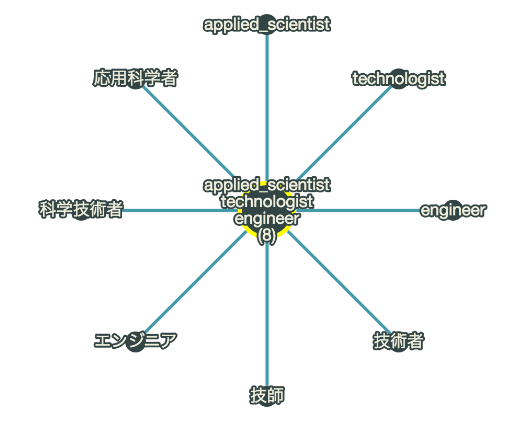 applied_scientist
応用科学者
technologist
applied_scientist
technologist
engineer
(8)
科学技術者
engineer
エンジニア
技術者
技師